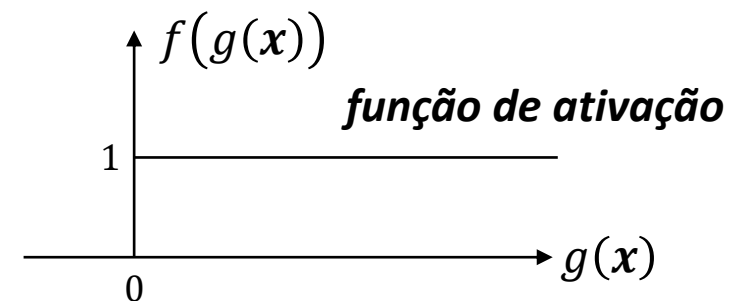 f(g(x))
função de ativação
1
g(x)
0